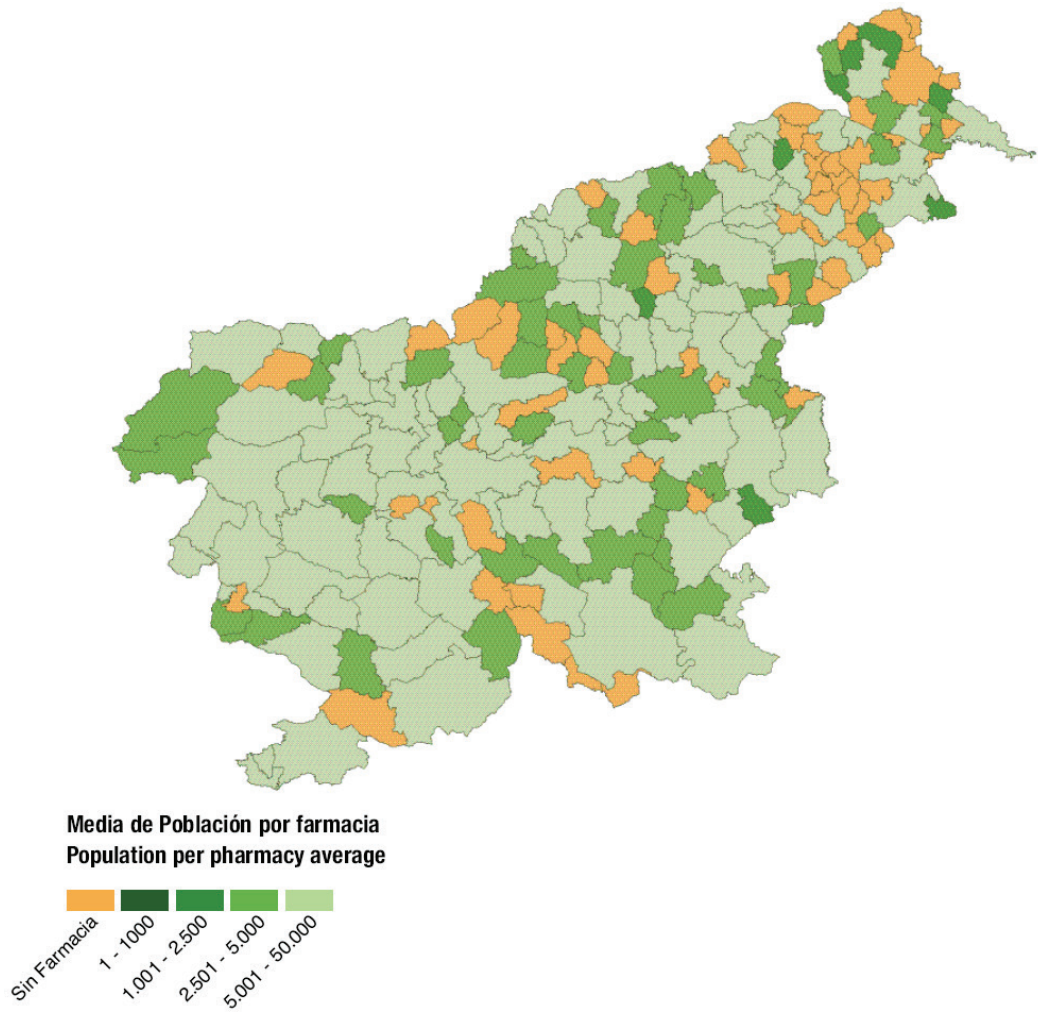 Media de Población por farmacia
Population per pharmacy average
Sin Farmacia
1 - 1000
1.001 - 2.500
2.501 - 5.000
5.001 - 50.000